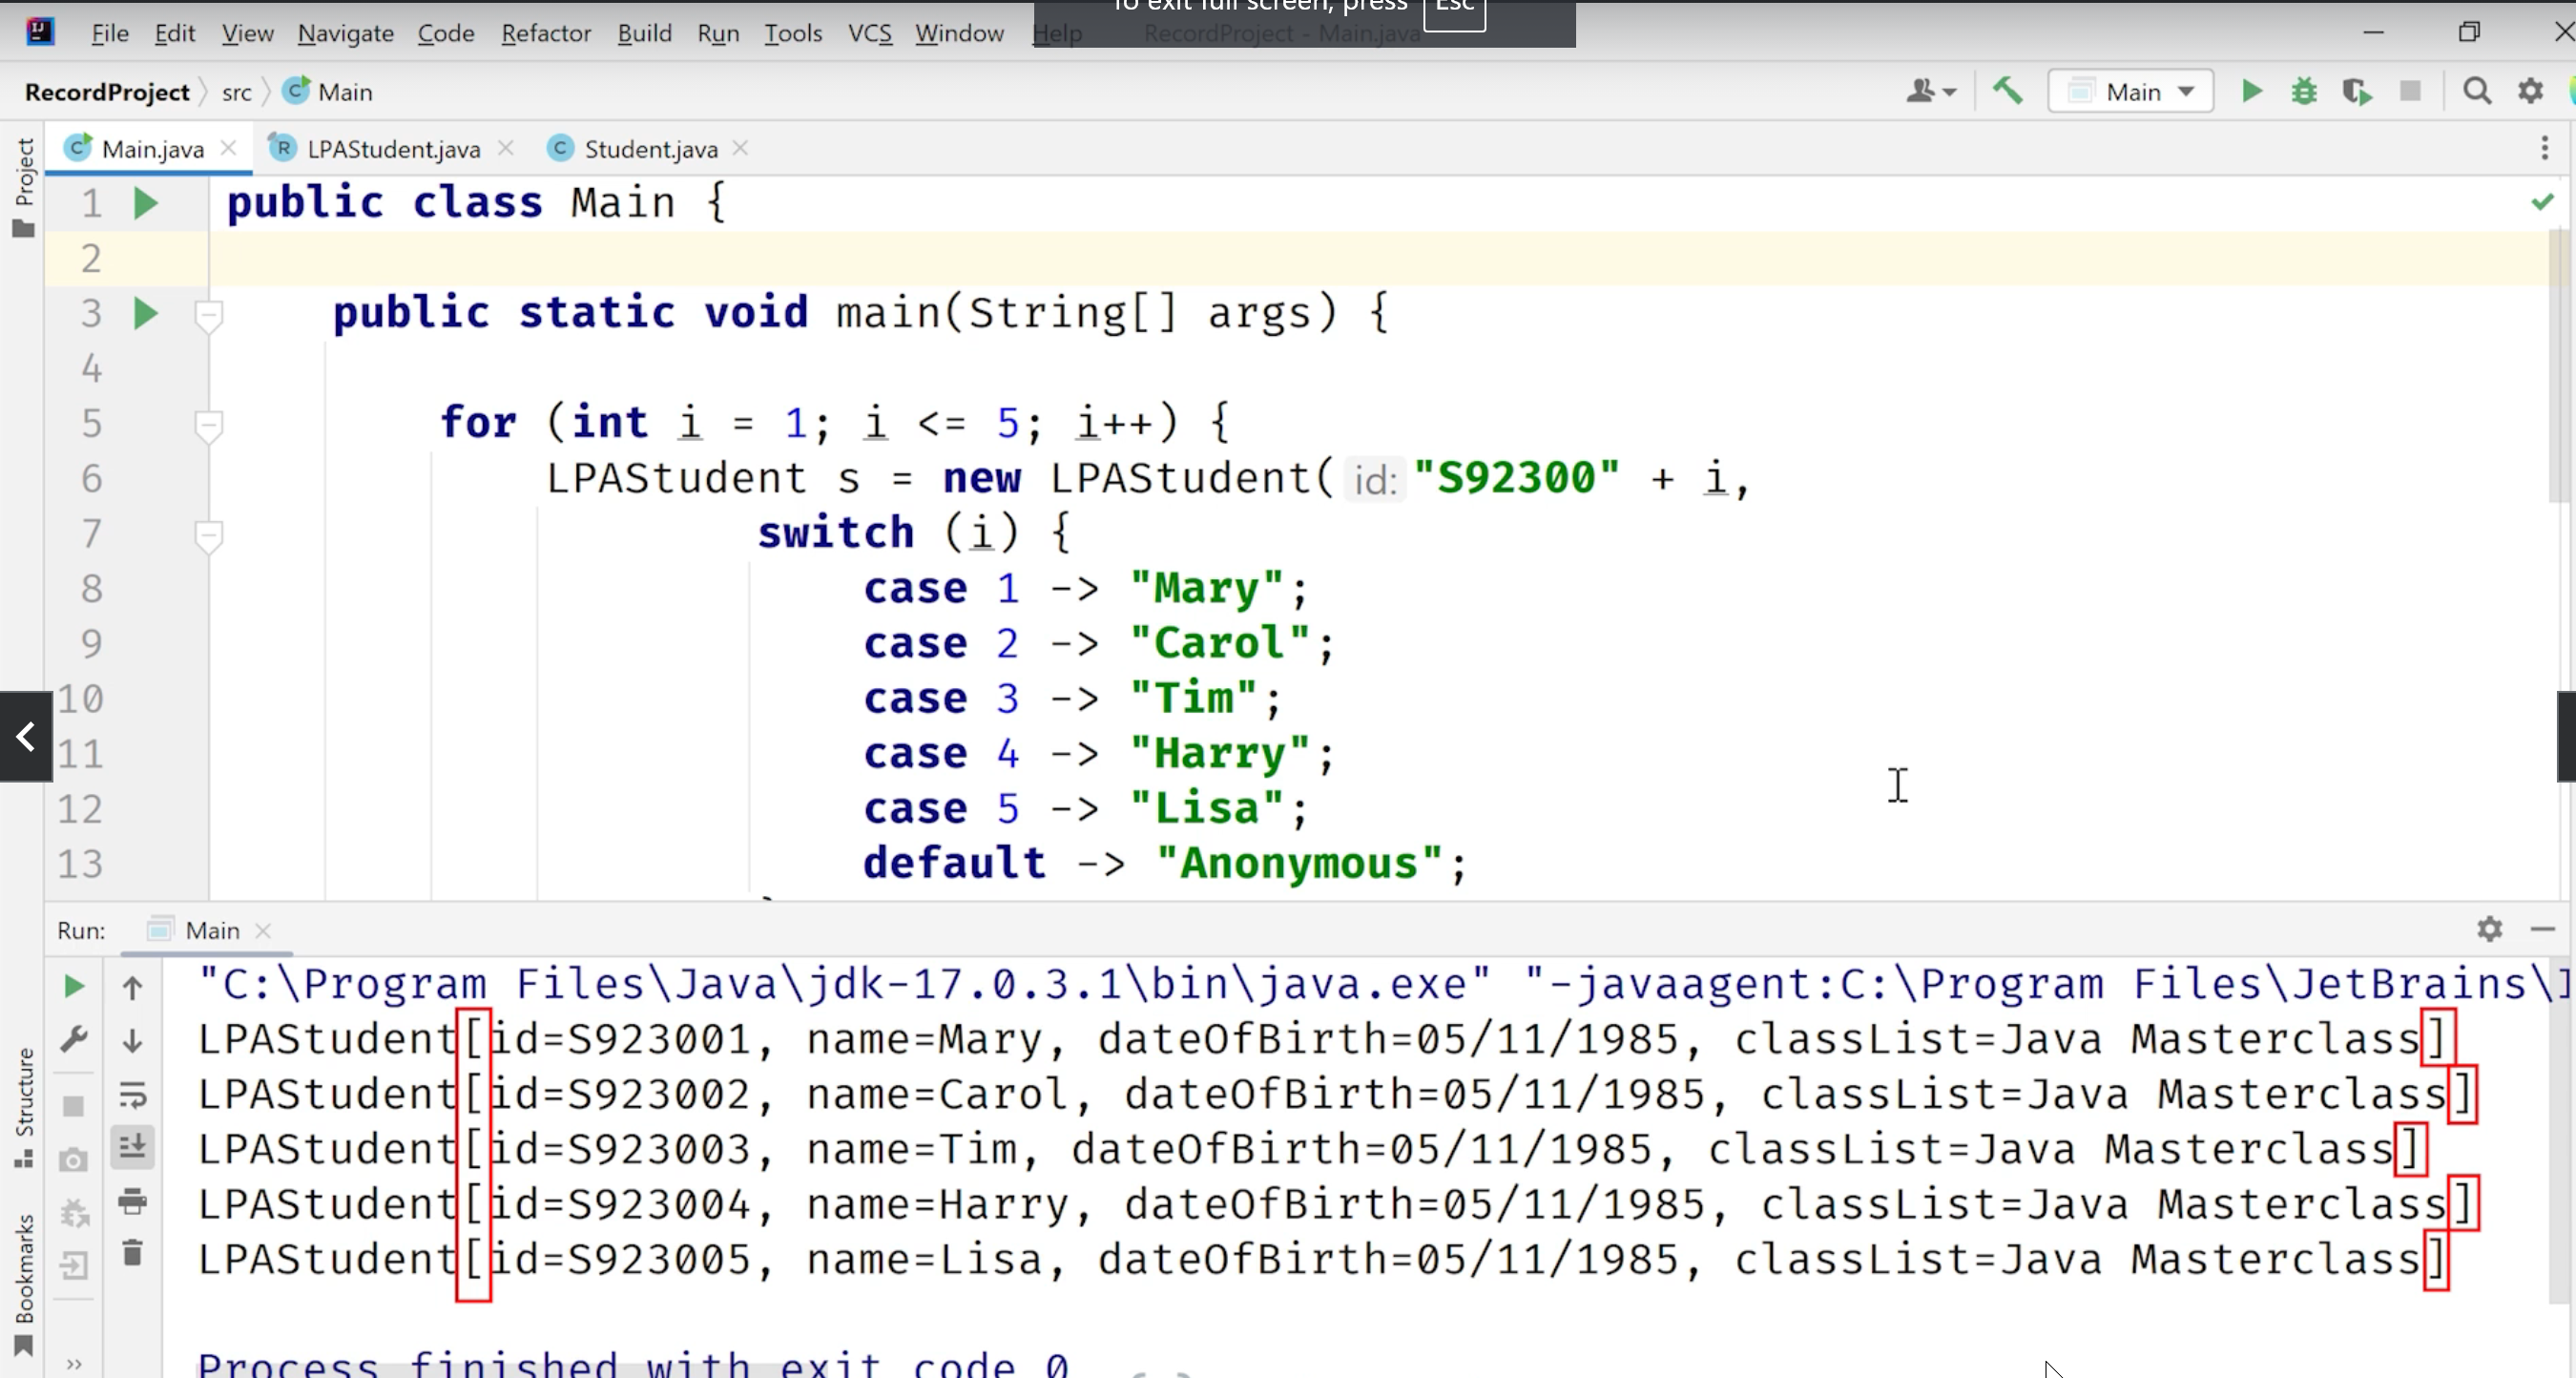 To exit full screen, press Esc
File Edit View Navigate Code Refactor Build Run Tools VCS Window Help RecordProject - Main.java
RecordProject src Main
Main
Project
Main.java LPAStudent.java Student.java
1 public class Main {
2
3 public static void main(String[] args) {
4
5 for (int i = 1; i <= 5; i++) {
6 LPAStudent s = new LPAStudent( id: "S92300" + i,
7 switch (i) {
8 case 1 -> "Mary";
9 case 2 -> "Carol";
10 case 3 -> "Tim";
11 case 4 -> "Harry";
12 case 5 -> "Lisa";
13 default -> "Anonymous";
Run: Main
"C:\Program Files\Java\jdk-17.0.3.1\bin\java.exe" "-javaagent:C:\Program Files\JetBrains\
LPAStudent[id=S923001, name=Mary, dateOfBirth=05/11/1985, classList=Java Masterclass]
LPAStudent[id=S923002, name=Carol, dateOfBirth=05/11/1985, classList=Java Masterclass]
LPAStudent[id=S923003, name=Tim, dateOfBirth=05/11/1985, classList=Java Masterclass]
LPAStudent[id=S923004, name=Harry, dateOfBirth=05/11/1985, classList=Java Masterclass]
LPAStudent[id=S923005, name=Lisa, dateOfBirth=05/11/1985, classList=Java Masterclass]
Structure
Bookmarks
Process finished with exit code 0